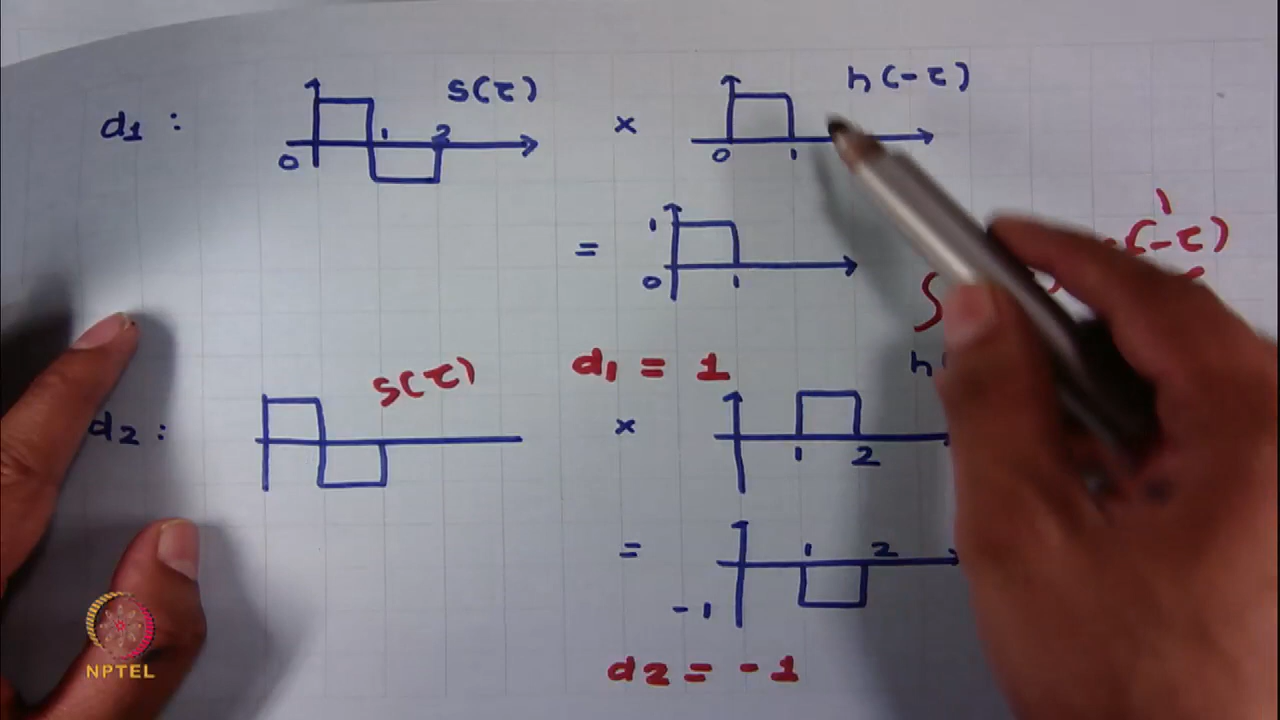 d1 : s(τ) × h(-τ)
0 1 2 0 1
= 1 0 1
∫ (-τ)
s(τ) d1 = 1 h(
d2 : × 1 2
= 1 2
-1
d2 = -1
NPTEL